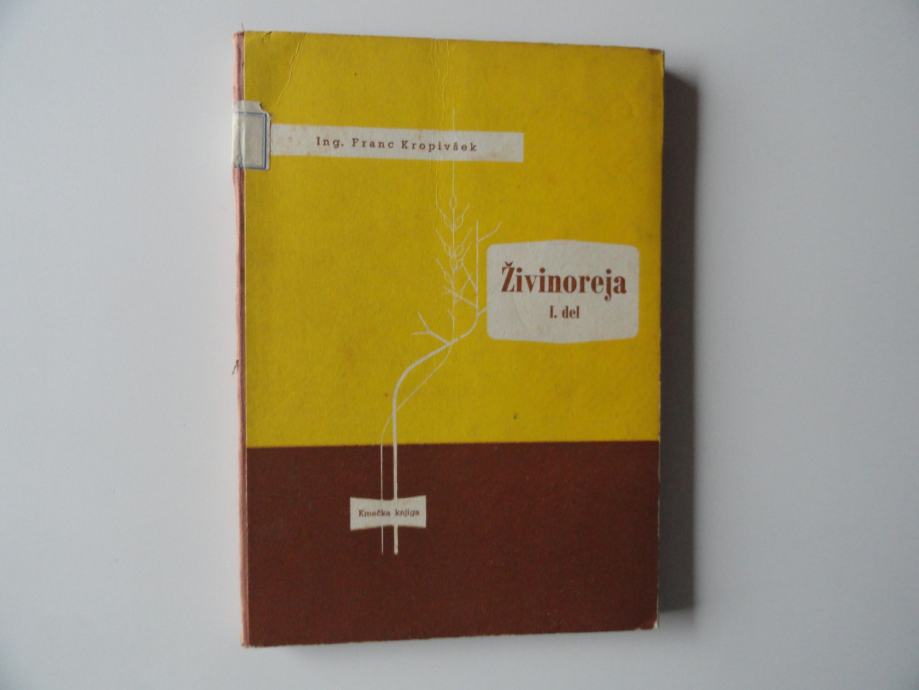 Ing. Franc Kropivšek
Živinoreja
I. del
Kmečka knjiga